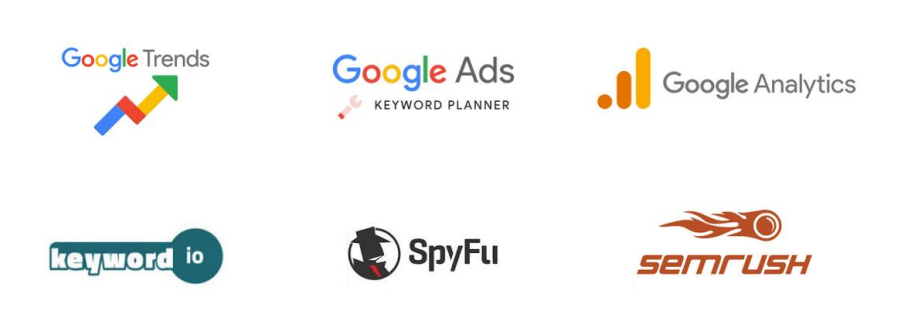 Google Trends
Google Ads
KEYWORD PLANNER
Google Analytics
keyword io
SpyFu
semrush